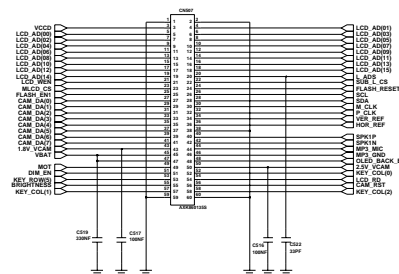 CN507
VCCD
LCD_AD(00)
LCD_AD(02)
LCD_AD(04)
LCD_AD(06)
LCD_AD(08)
LCD_AD(10)
LCD_AD(12)
LCD_AD(14)
LCD_WEN
MLCD_CS
FLASH_EN1
CAM_DA(0)
CAM_DA(1)
CAM_DA(2)
CAM_DA(3)
CAM_DA(4)
CAM_DA(5)
CAM_DA(6)
CAM_DA(7)
1.8V_VCAM
VBAT
MOT
DIM_EN
KEY_ROW(5)
BRIGHTNESS
KEY_COL(1)
LCD_AD(01)
LCD_AD(03)
LCD_AD(05)
LCD_AD(07)
LCD_AD(09)
LCD_AD(11)
LCD_AD(13)
LCD_AD(15)
L_ADS
SUB_L_CS
FLASH_RESET
SCL
SDA
M_CLK
P_CLK
VER_REF
HOR_REF
SPK1P
SPK1N
MP3_MIC
MP3_GND
OLED_BACK_E
2.5V_VCAM
KEY_COL(0)
LCD_RD
CAM_RST
KEY_COL(2)
AXK860135S
C519
330NF
C517
100NF
C516
100NF
C522
33PF